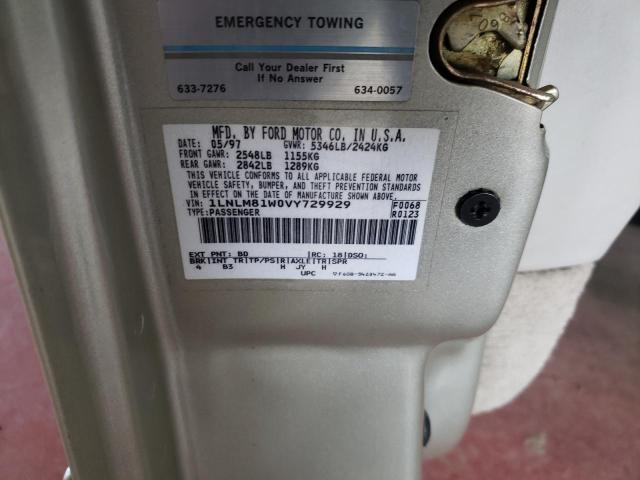 EMERGENCY TOWING
Call Your Dealer First
If No Answer
633-7276 634-0057
MFD. BY FORD MOTOR CO. IN U.S.A.
DATE: 05/97 GVWR: 5346LB/2424KG
FRONT GAWR: 2548LB 1155KG
REAR GAWR: 2842LB 1289KG
THIS VEHICLE CONFORMS TO ALL APPLICABLE FEDERAL MOTOR
VEHICLE SAFETY, BUMPER, AND THEFT PREVENTION STANDARDS
IN EFFECT ON THE DATE OF MANUFACTURE SHOWN ABOVE.
VIN: 1LNLM81W0VY729929 F0068
TYPE:PASSENGER R0123
EXT PNT: BD RC: 18 DSO:
BRK INT TR TP/PS R AXLE TR SPR
4 B3 H JY H
UPC